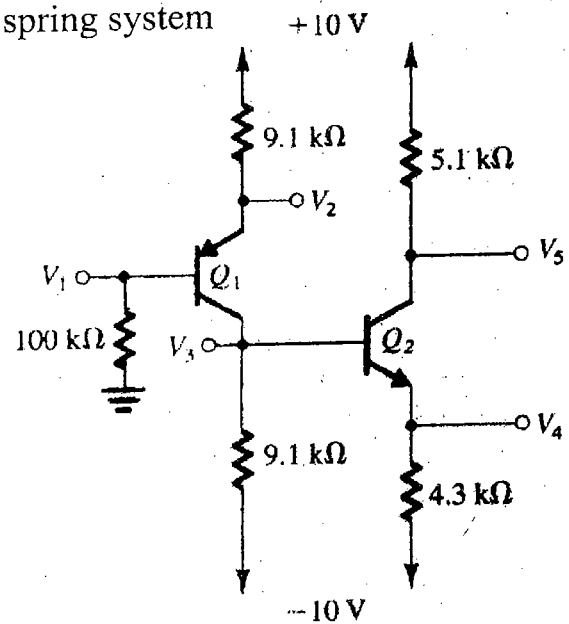 spring system
+10 V
9.1 kΩ
5.1 kΩ
V₂
V₅
V₁
Q₁
100 kΩ
V₃
Q₂
V₄
9.1 kΩ
4.3 kΩ
−10 V